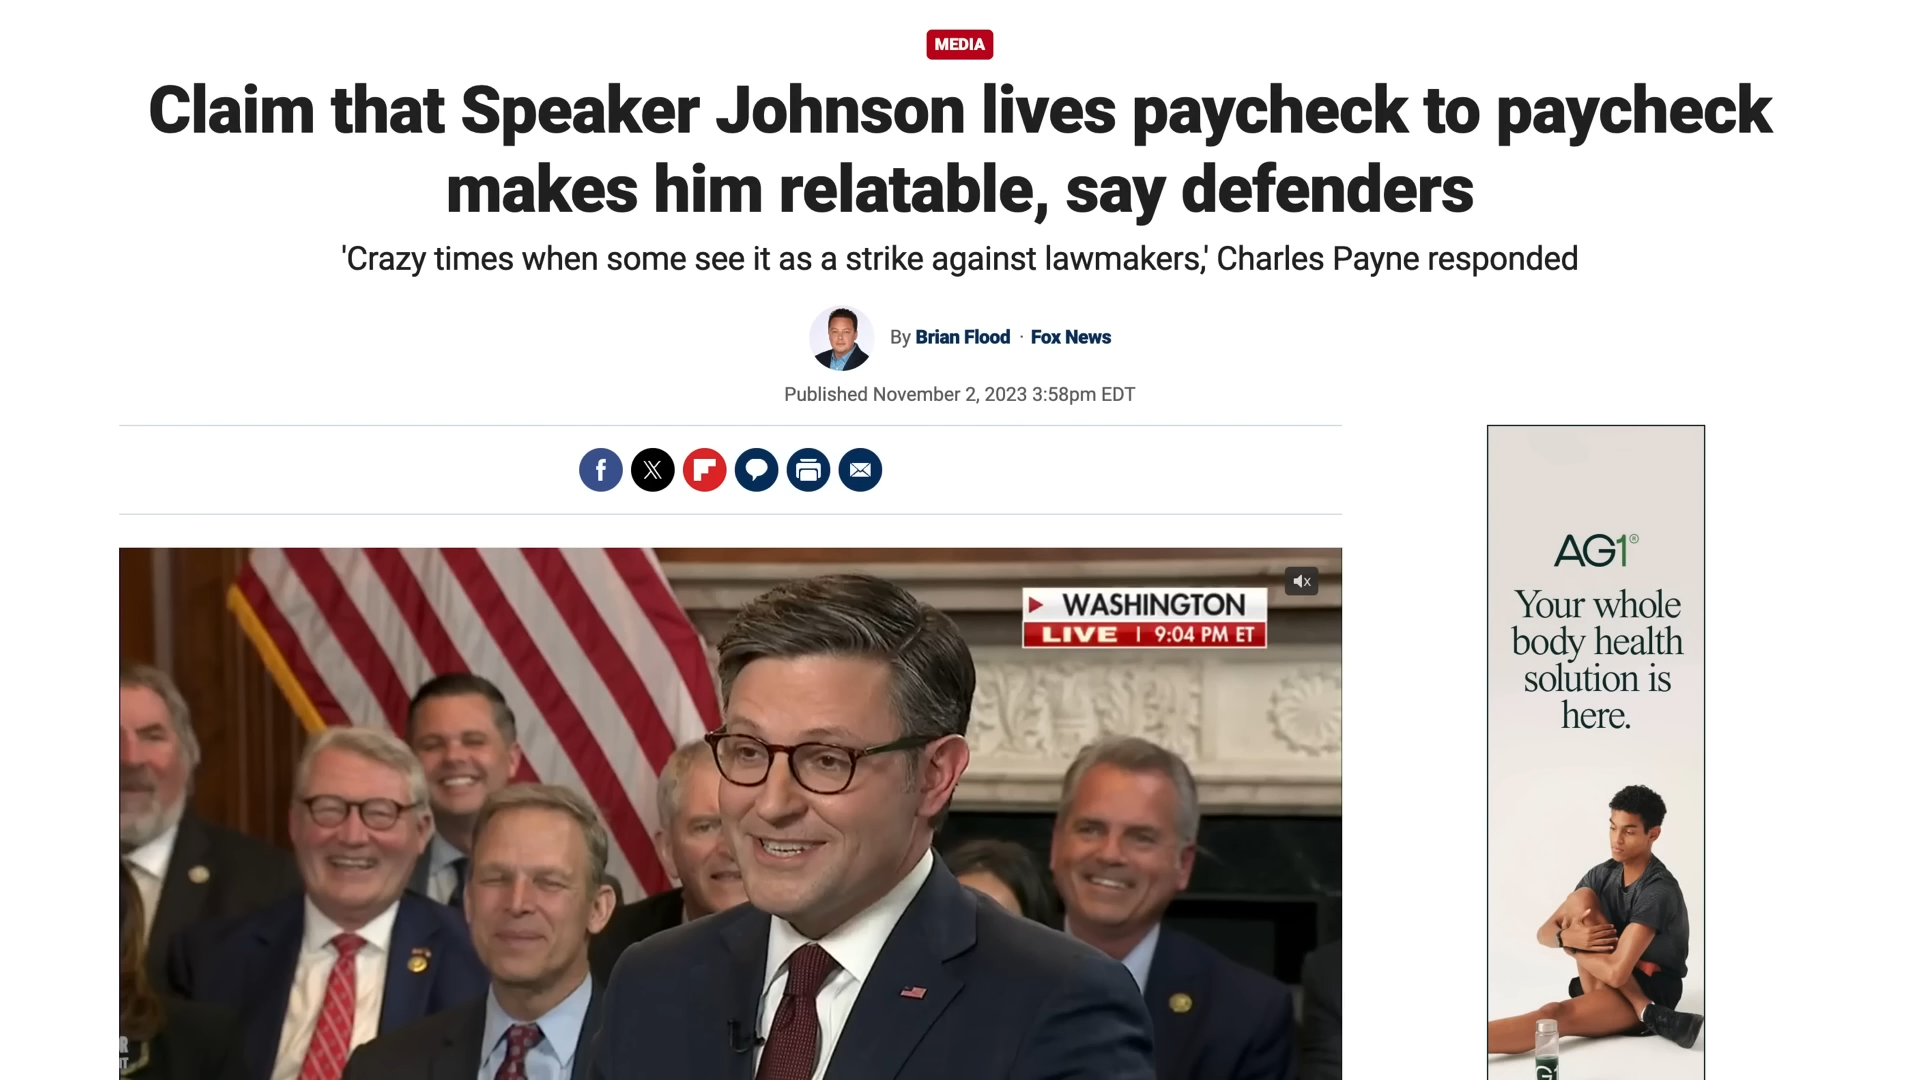 MEDIA
Claim that Speaker Johnson lives paycheck to paycheck
makes him relatable, say defenders
'Crazy times when some see it as a strike against lawmakers,' Charles Payne responded
By Brian Flood · Fox News
Published November 2, 2023 3:58pm EDT
WASHINGTON
LIVE | 9:04 PM ET
AG1®
Your whole
body health
solution is
here.
AG1